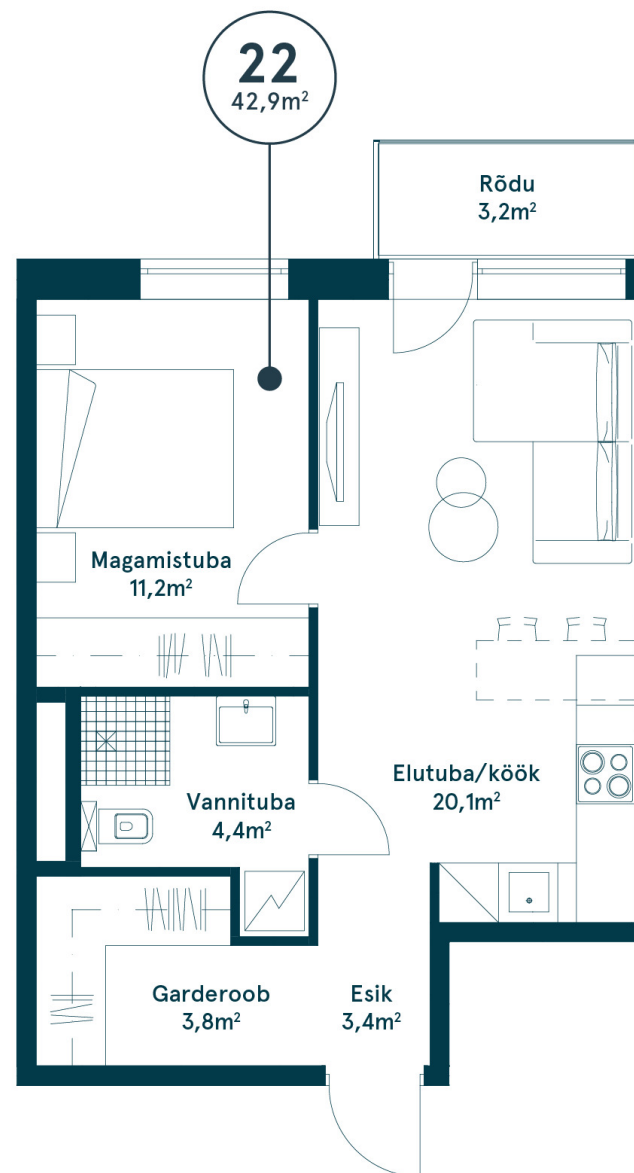 22
42,9m²
Rõdu
3,2m²
Magamistuba
11,2m²
Elutuba/köök
20,1m²
Vannituba
4,4m²
Garderoob
3,8m²
Esik
3,4m²